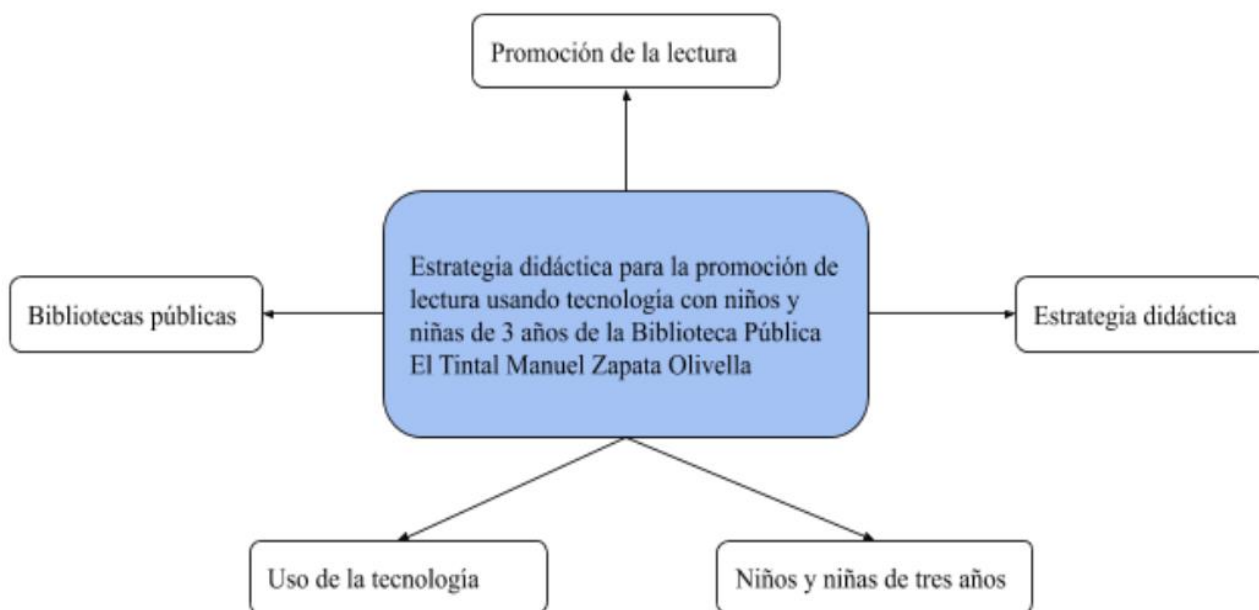 Promoción de la lectura
Estrategia didáctica para la promoción de
lectura usando tecnología con niños y
niñas de 3 años de la Biblioteca Pública
El Tintal Manuel Zapata Olivella
Bibliotecas públicas
Estrategia didáctica
Uso de la tecnología
Niños y niñas de tres años